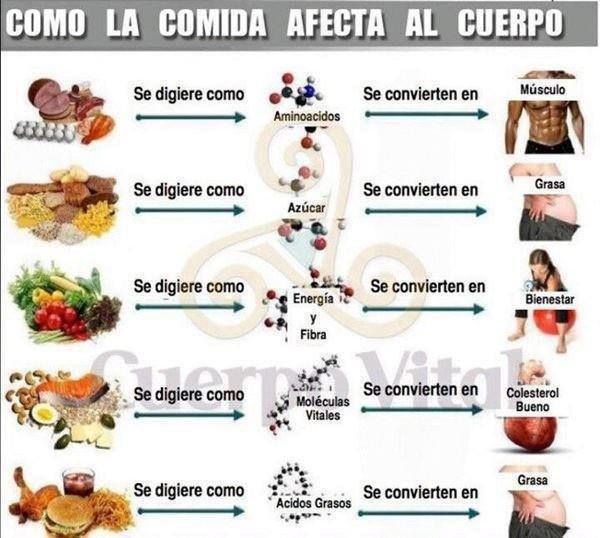 COMO LA COMIDA AFECTA AL CUERPO
Se digiere como
Aminoacidos
Se convierten en
Músculo
Se digiere como
Azúcar
Se convierten en
Grasa
Se digiere como
Energía
y
Fibra
Se convierten en
Bienestar
Se digiere como
Moléculas
Vitales
Se convierten en
Colesterol
Bueno
Se digiere como
Acidos Grasos
Se convierten en
Grasa
Cuerpo Vital